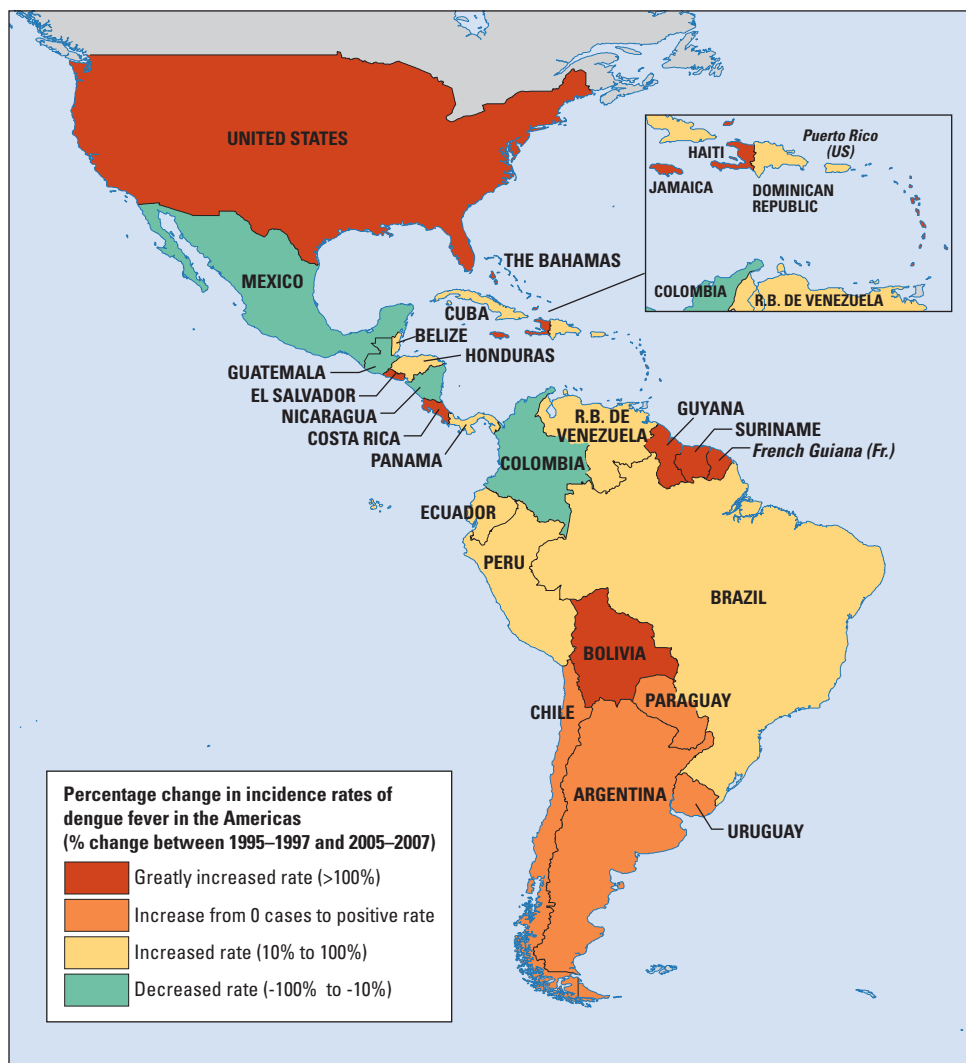 UNITED STATES
Puerto Rico
(US)
HAITI
JAMAICA
DOMINICAN
REPUBLIC
COLOMBIA
R.B. DE VENEZUELA
THE BAHAMAS
MEXICO
CUBA
BELIZE
HONDURAS
GUATEMALA
EL SALVADOR
NICARAGUA
COSTA RICA
PANAMA
R.B. DE
VENEZUELA
GUYANA
SURINAME
French Guiana (Fr.)
COLOMBIA
ECUADOR
PERU
BRAZIL
BOLIVIA
PARAGUAY
CHILE
ARGENTINA
URUGUAY
Percentage change in incidence rates of
dengue fever in the Americas
(% change between 1995–1997 and 2005–2007)
Greatly increased rate (>100%)
Increase from 0 cases to positive rate
Increased rate (10% to 100%)
Decreased rate (-100% to -10%)